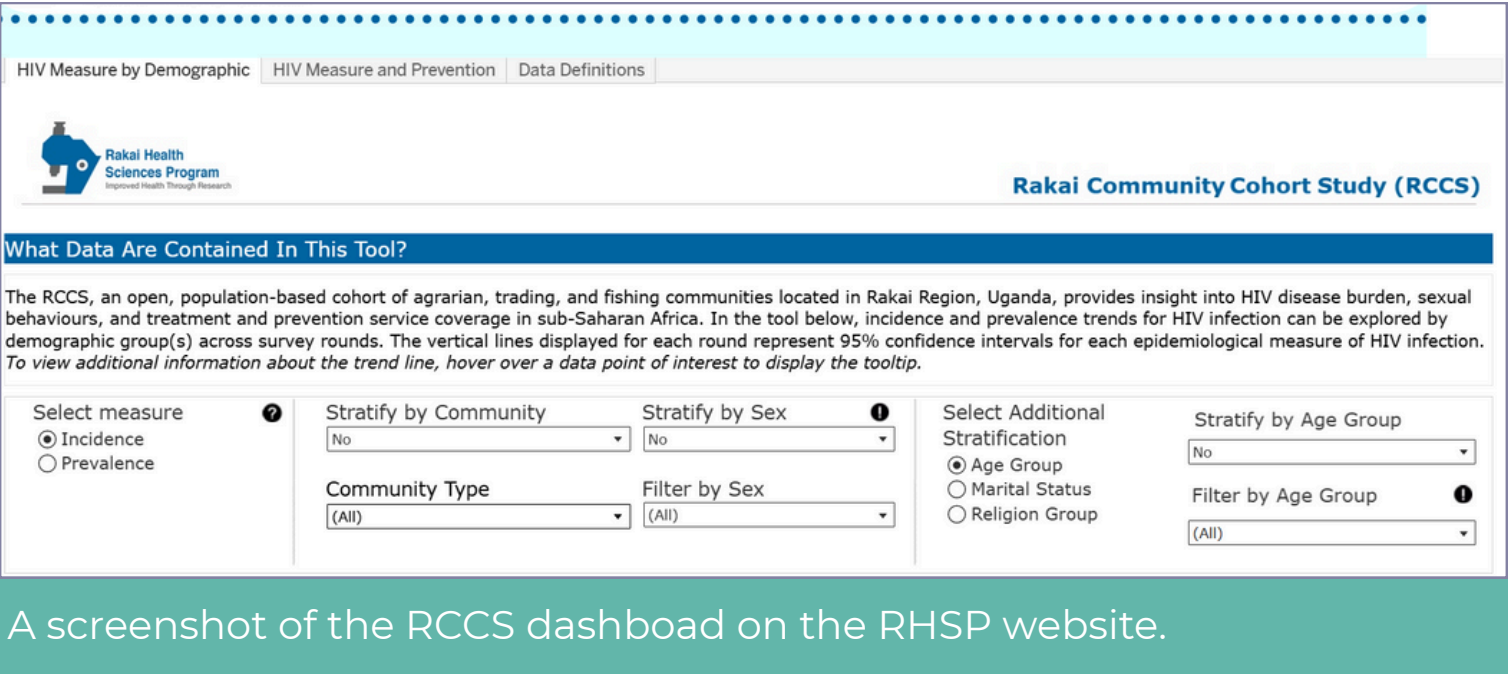 HIV Measure by Demographic
HIV Measure and Prevention
Data Definitions
Rakai Health
Sciences Program
Improved Health Through Research
Rakai Community Cohort Study (RCCS)
What Data Are Contained In This Tool?
The RCCS, an open, population-based cohort of agrarian, trading, and fishing communities located in Rakai Region, Uganda, provides insight into HIV disease burden, sexual
behaviours, and treatment and prevention service coverage in sub-Saharan Africa. In the tool below, incidence and prevalence trends for HIV infection can be explored by
demographic group(s) across survey rounds. The vertical lines displayed for each round represent 95% confidence intervals for each epidemiological measure of HIV infection.
To view additional information about the trend line, hover over a data point of interest to display the tooltip.
Select measure
Incidence
Prevalence
Stratify by Community
No
Community Type
(All)
Stratify by Sex
No
Filter by Sex
(All)
Select Additional
Stratification
Age Group
Marital Status
Religion Group
Stratify by Age Group
No
Filter by Age Group
(All)
A screenshot of the RCCS dashboad on the RHSP website.